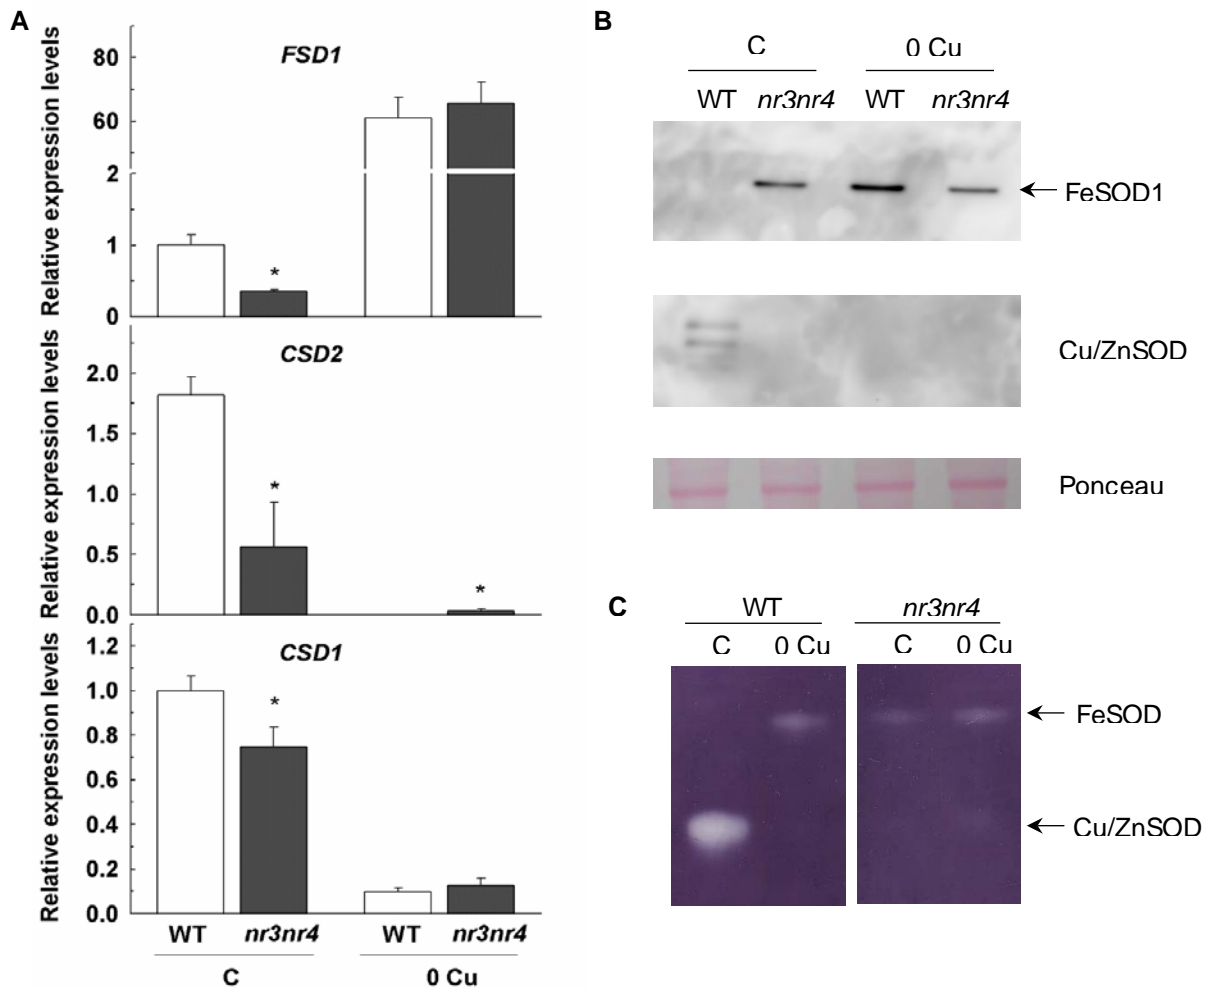 A
Relative expression levels
FSD1
80
60
2
1
0
*
Relative expression levels
CSD2
2.0
1.5
1.0
0.5
0.0
*
*
Relative expression levels
CSD1
1.2
1.0
0.8
0.6
0.4
0.2
0.0
*
WT nr3nr4 WT nr3nr4
C 0 Cu
B
C 0 Cu
WT nr3nr4 WT nr3nr4
FeSOD1
Cu/ZnSOD
Ponceau
C
WT nr3nr4
C 0 Cu C 0 Cu
FeSOD
Cu/ZnSOD